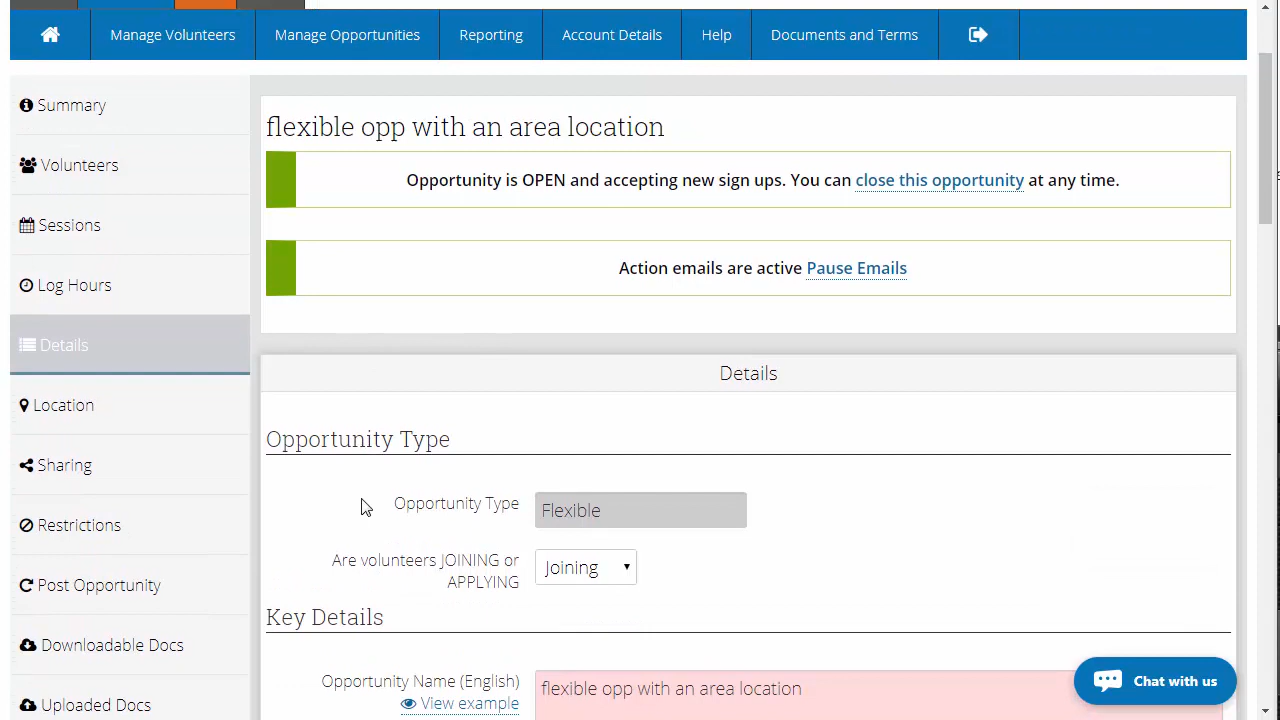 Manage Volunteers
Manage Opportunities
Reporting
Account Details
Help
Documents and Terms
Summary
Volunteers
Sessions
Log Hours
Details
Location
Sharing
Restrictions
Post Opportunity
Downloadable Docs
Uploaded Docs
flexible opp with an area location
Opportunity is OPEN and accepting new sign ups. You can close this opportunity at any time.
Action emails are active Pause Emails
Details
Opportunity Type
Opportunity Type
Flexible
Are volunteers JOINING or
APPLYING
Joining
Key Details
Opportunity Name (English)
View example
flexible opp with an area location
Chat with us